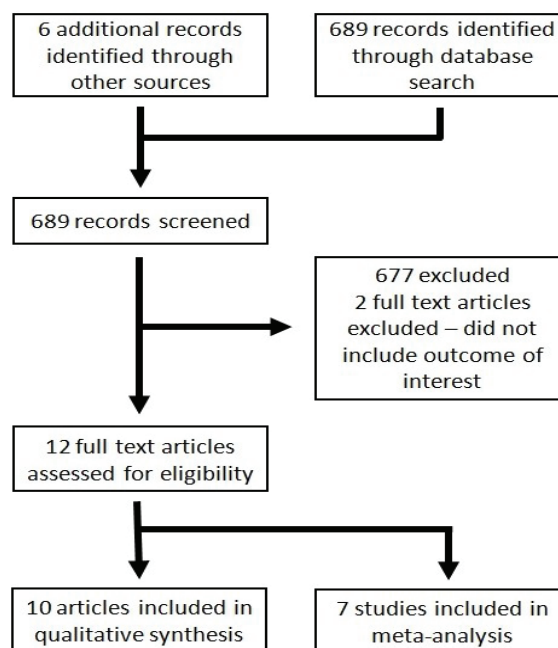 6 additional records
identified through
other sources
689 records identified
through database
search
689 records screened
677 excluded
2 full text articles
excluded – did not
include outcome of
interest
12 full text articles
assessed for eligibility
10 articles included in
qualitative synthesis
7 studies included in
meta-analysis